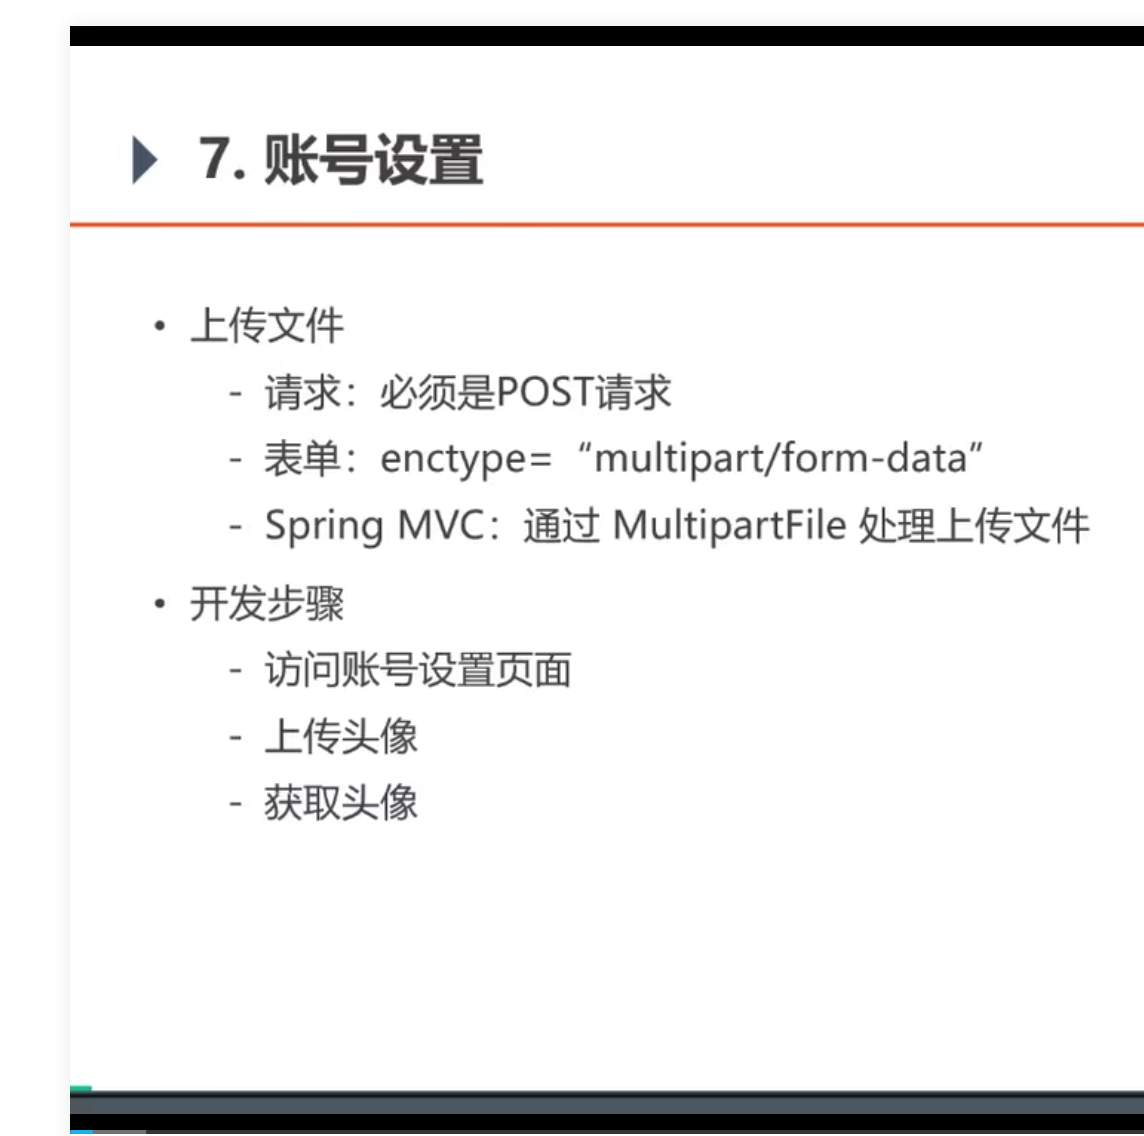 7. 账号设置
• 上传文件
- 请求：必须是POST请求
- 表单：enctype=“multipart/form-data”
- Spring MVC：通过 MultipartFile 处理上传文件
• 开发步骤
- 访问账号设置页面
- 上传头像
- 获取头像